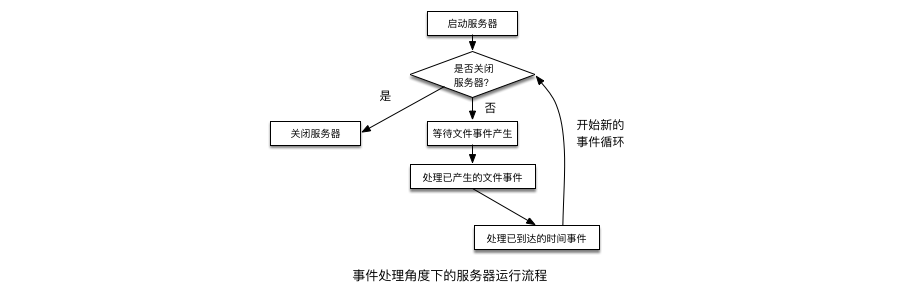 启动服务器
是否关闭
服务器?
是
否
关闭服务器
等待文件事件产生
开始新的
事件循环
处理已产生的文件事件
处理已到达的时间事件
事件处理角度下的服务器运行流程